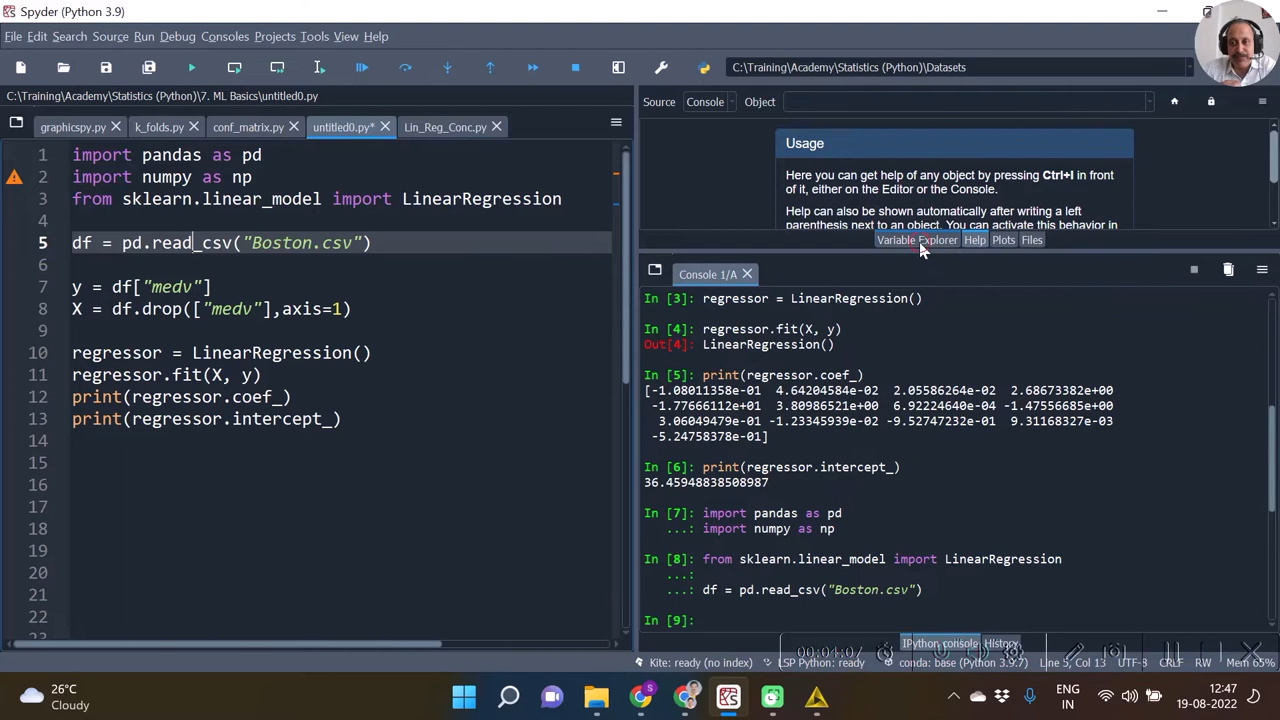 Spyder (Python 3.9)
File Edit Search Source Run Debug Consoles Projects Tools View Help
C:\Training\Academy\Statistics (Python)\Datasets
C:\Training\Academy\Statistics (Python)\7. ML Basics\untitled0.py
graphicspy.py k_folds.py conf_matrix.py untitled0.py* Lin_Reg_Conc.py
1 import pandas as pd
2 import numpy as np
3 from sklearn.linear_model import LinearRegression
4
5 df = pd.read_csv("Boston.csv")
6
7 y = df["medv"]
8 X = df.drop(["medv"],axis=1)
9
10 regressor = LinearRegression()
11 regressor.fit(X, y)
12 print(regressor.coef_)
13 print(regressor.intercept_)
14
15
16
17
18
19
20
21
22
23
Source Console Object
Usage
Here you can get help of any object by pressing Ctrl+I in front
of it, either on the Editor or the Console.
Help can also be shown automatically after writing a left
parenthesis next to an object. You can activate this behavior in
Variable Explorer Help Plots Files
Console 1/A
In [3]: regressor = LinearRegression()
In [4]: regressor.fit(X, y)
Out[4]: LinearRegression()
In [5]: print(regressor.coef_)
[-1.08011358e-01 4.64204584e-02 2.05586264e-02 2.68673382e+00
-1.77666112e+01 3.80986521e+00 6.92224640e-04 -1.47556685e+00
3.06049479e-01 -1.23345939e-02 -9.52747232e-01 9.31168327e-03
-5.24758378e-01]
In [6]: print(regressor.intercept_)
36.45948838508987
In [7]: import pandas as pd
...: import numpy as np
In [8]: from sklearn.linear_model import LinearRegression
...:
...: df = pd.read_csv("Boston.csv")
In [9]:
IPython console History
00:04:07
Kite: ready (no index) LSP Python: ready conda: base (Python 3.9.7) Line 5, Col 13 UTF-8 CRLF RW Mem 65%
26°C
Cloudy
ENG
IN
12:47
19-08-2022